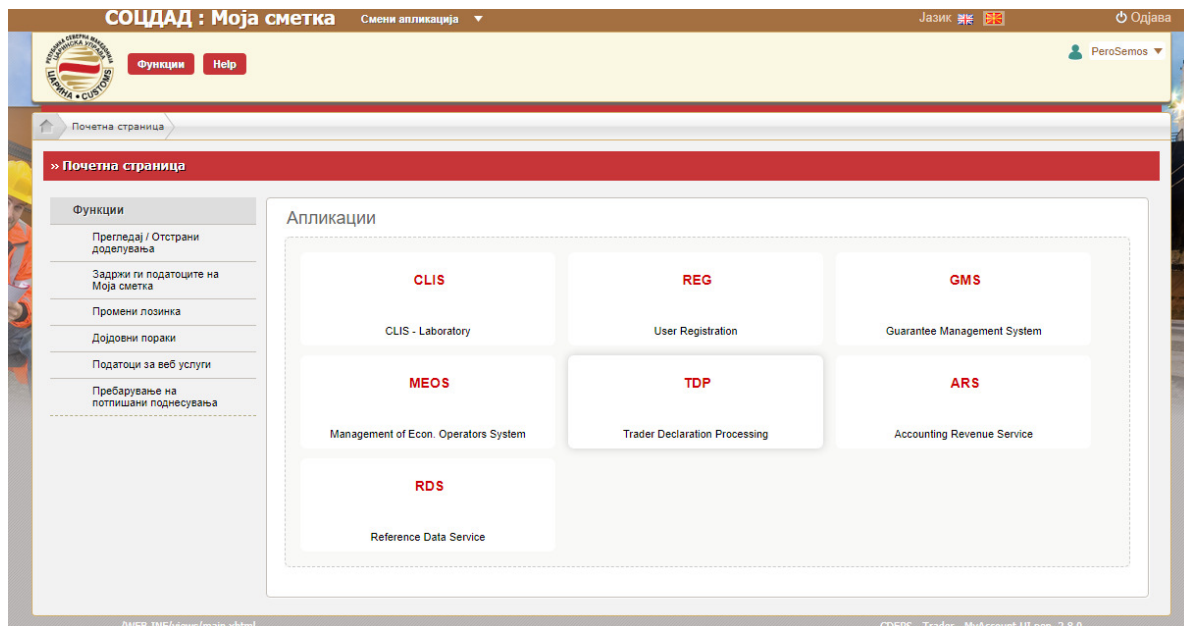 СОЦДАД : Моја сметка Смени апликација Јазик Одјава
Функции Help PeroSemos
Почетна страница
» Почетна страница
Функции
Прегледај / Отстрани
доделувања
Задржи ги податоците на
Моја сметка
Промени лозинка
Дојдовни пораки
Податоци за веб услуги
Пребарување на
потпишани поднесувања
Апликации
CLIS REG GMS
CLIS - Laboratory User Registration Guarantee Management System
MEOS TDP ARS
Management of Econ. Operators System Trader Declaration Processing Accounting Revenue Service
RDS
Reference Data Service